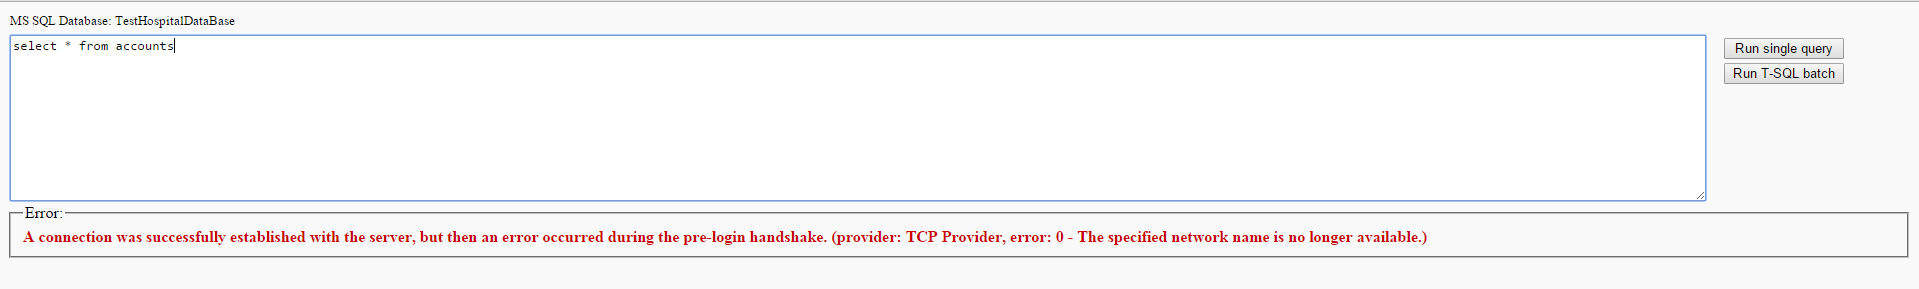 MS SQL Database: TestHospitalDataBase
select * from accounts
Run single query
Run T-SQL batch
Error:
A connection was successfully established with the server, but then an error occurred during the pre-login handshake. (provider: TCP Provider, error: 0 - The specified network name is no longer available.)